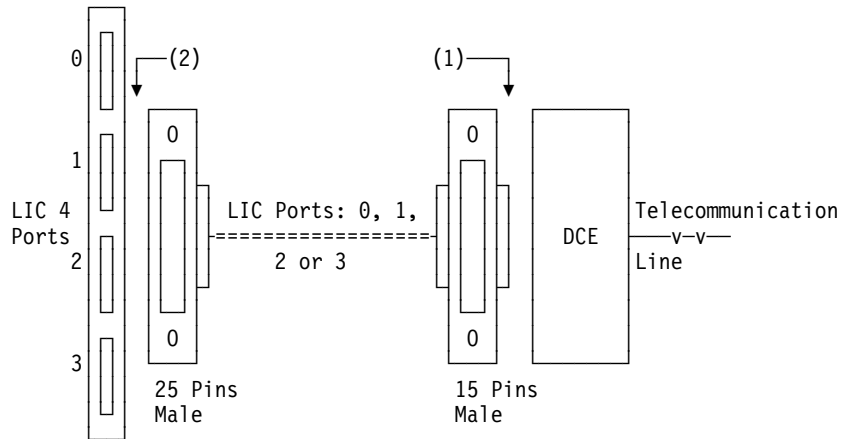 0
(2)
(1)
0
0
1
LIC 4
Ports
LIC Ports: 0, 1,
2 or 3
DCE
Telecommunication
Line
2
0
0
3
25 Pins
Male
15 Pins
Male